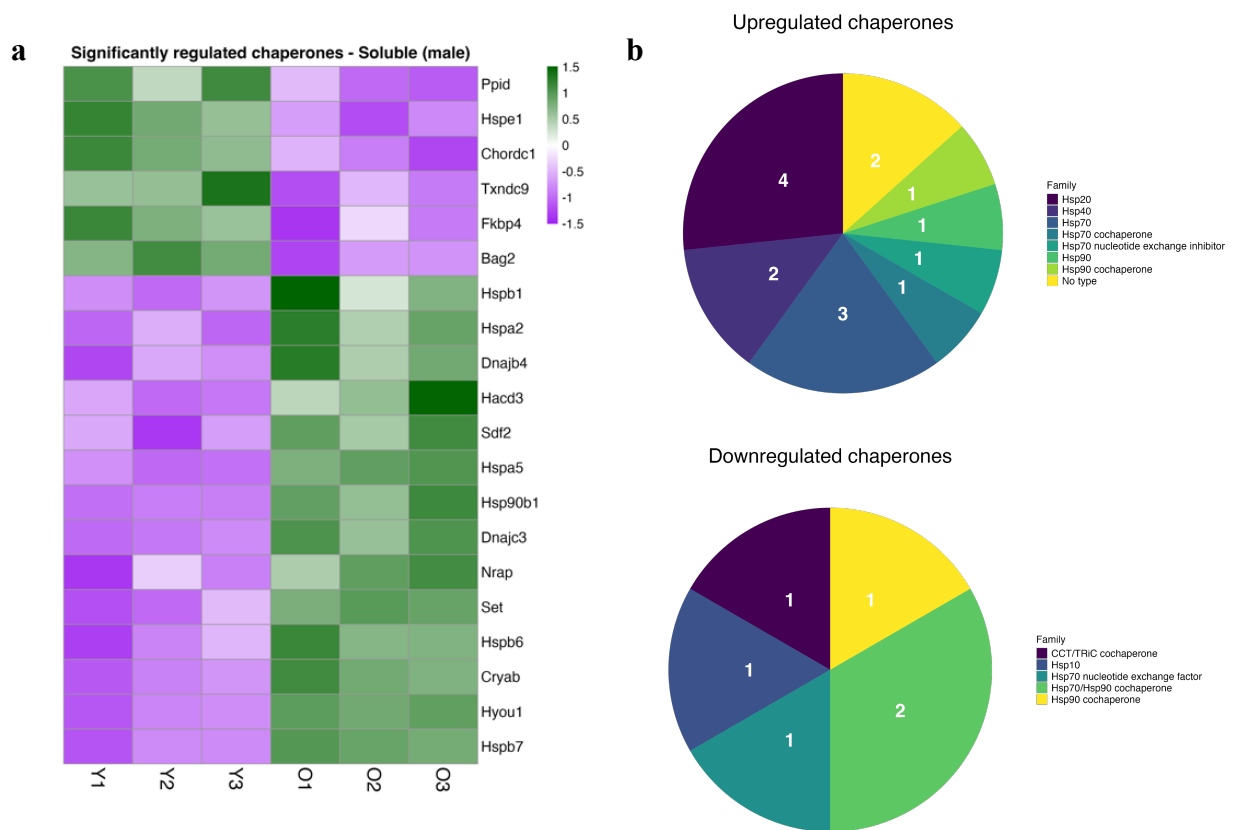 a
Significantly regulated chaperones - Soluble (male)
Ppid
Hspe1
Chordc1
Txndc9
Fkbp4
Bag2
Hspb1
Hspa2
Dnajb4
Hacd3
Sdf2
Hspa5
Hsp90b1
Dnajc3
Nrap
Set
Hspb6
Cryab
Hyou1
Hspb7
Y1 Y2 Y3 O1 O2 O3
1.5
1
0.5
0
-0.5
-1
-1.5
b
Upregulated chaperones
2
1
1
1
1
3
2
4
Family
Hsp20
Hsp40
Hsp70
Hsp70 cochaperone
Hsp70 nucleotide exchange inhibitor
Hsp90
Hsp90 cochaperone
No type
Downregulated chaperones
1
2
1
1
1
Family
CCT/TRiC cochaperone
Hsp10
Hsp70 nucleotide exchange factor
Hsp70/Hsp90 cochaperone
Hsp90 cochaperone